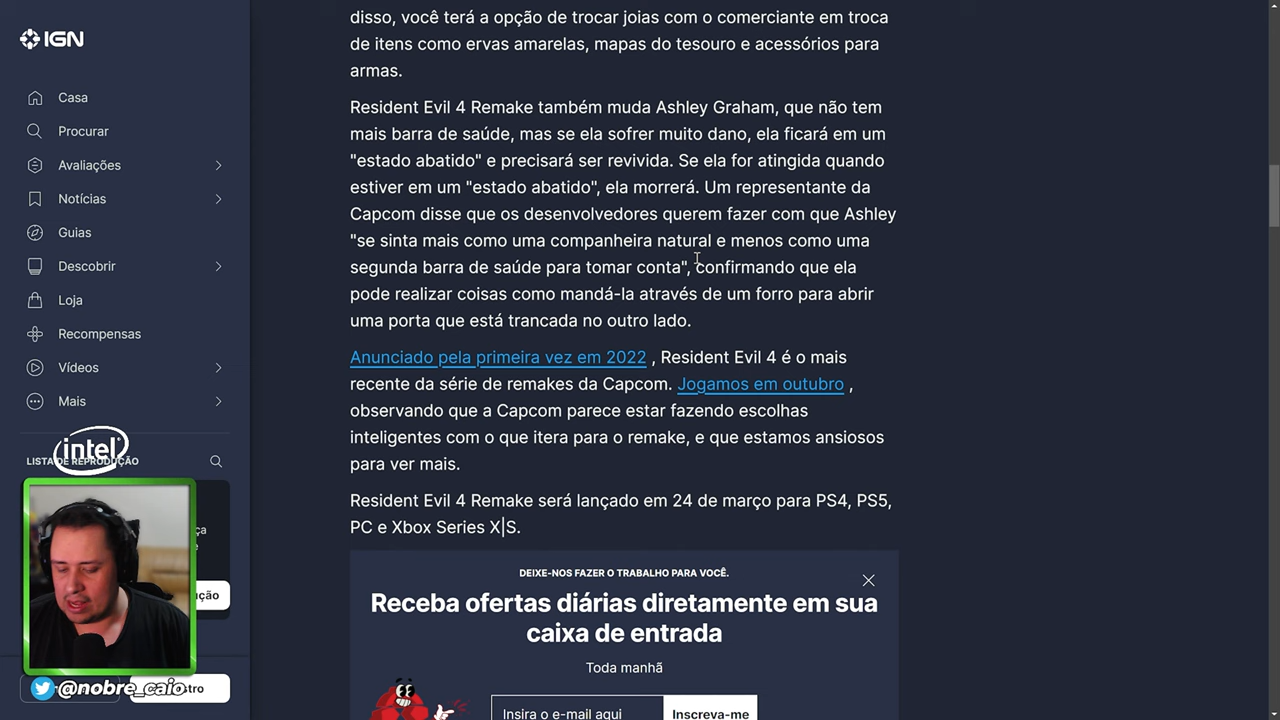 IGN
Casa
Procurar
Avaliações
Notícias
Guias
Descobrir
Loja
Recompensas
Vídeos
Mais
intel
LISTA DE REPRODUÇÃO
@nobre_caio
disso, você terá a opção de trocar joias com o comerciante em troca
de itens como ervas amarelas, mapas do tesouro e acessórios para
armas.
Resident Evil 4 Remake também muda Ashley Graham, que não tem
mais barra de saúde, mas se ela sofrer muito dano, ela ficará em um
"estado abatido" e precisará ser revivida. Se ela for atingida quando
estiver em um "estado abatido", ela morrerá. Um representante da
Capcom disse que os desenvolvedores querem fazer com que Ashley
"se sinta mais como uma companheira natural e menos como uma
segunda barra de saúde para tomar conta", confirmando que ela
pode realizar coisas como mandá-la através de um forro para abrir
uma porta que está trancada no outro lado.
Anunciado pela primeira vez em 2022 , Resident Evil 4 é o mais
recente da série de remakes da Capcom. Jogamos em outubro ,
observando que a Capcom parece estar fazendo escolhas
inteligentes com o que itera para o remake, e que estamos ansiosos
para ver mais.
Resident Evil 4 Remake será lançado em 24 de março para PS4, PS5,
PC e Xbox Series X|S.
DEIXE-NOS FAZER O TRABALHO PARA VOCÊ.
Receba ofertas diárias diretamente em sua
caixa de entrada
Toda manhã
Insira o e-mail aqui
Inscreva-me